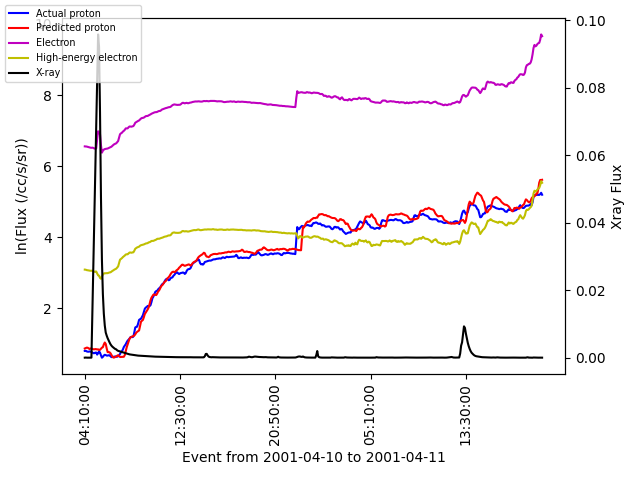 Actual proton
Predicted proton
Electron
High-energy electron
X-ray
8
6
4
2
ln(Flux (/cc/s/sr))
0.10
0.08
0.06
0.04
0.02
0.00
Xray Flux
04:10:00
12:30:00
20:50:00
05:10:00
13:30:00
Event from 2001-04-10 to 2001-04-11